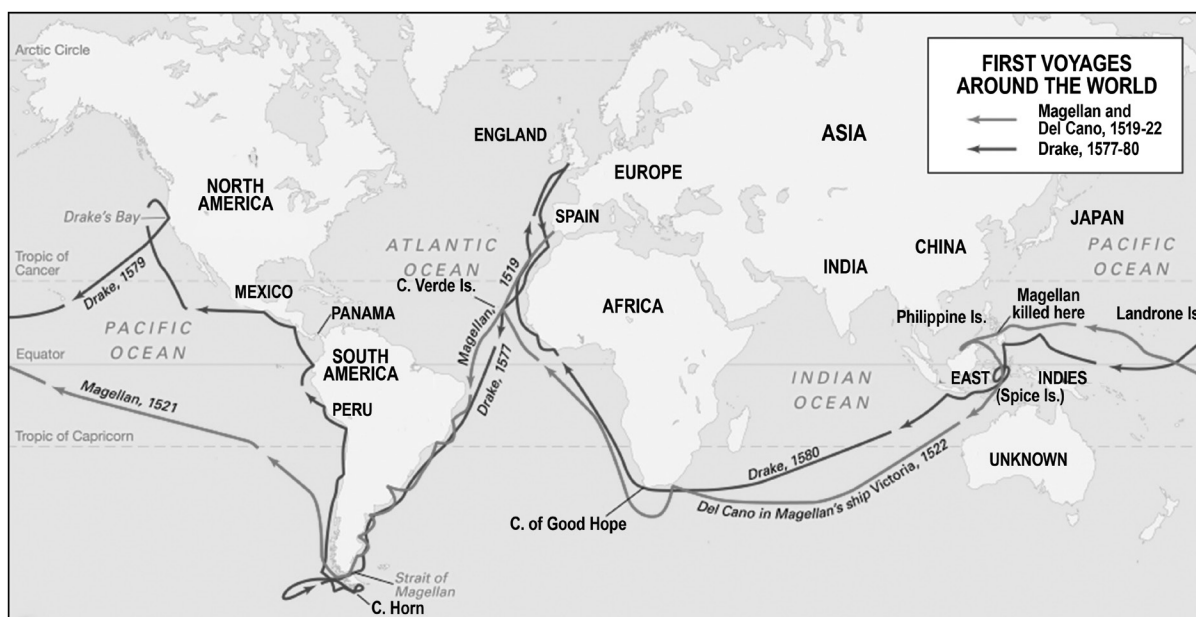 FIRST VOYAGES
AROUND THE WORLD
Magellan and
Del Cano, 1519-22
Drake, 1577-80
Arctic Circle
ENGLAND
ASIA
EUROPE
NORTH
AMERICA
Drake's Bay
SPAIN
JAPAN
ATLANTIC
OCEAN
CHINA
PACIFIC
OCEAN
Tropic of
Cancer
INDIA
Drake, 1579
C. Verde Is.
Magellan, 1519
MEXICO
AFRICA
Magellan
killed here
Philippine Is.
Landrone Is
PANAMA
PACIFIC
OCEAN
Equator
SOUTH
AMERICA
Drake, 1577
INDIAN
OCEAN
EAST INDIES
(Spice Is.)
Magellan, 1521
PERU
Tropic of Capricorn
UNKNOWN
Drake, 1580
Del Cano in Magellan's ship Victoria, 1522
C. of Good Hope
Strait of
Magellan
C. Horn